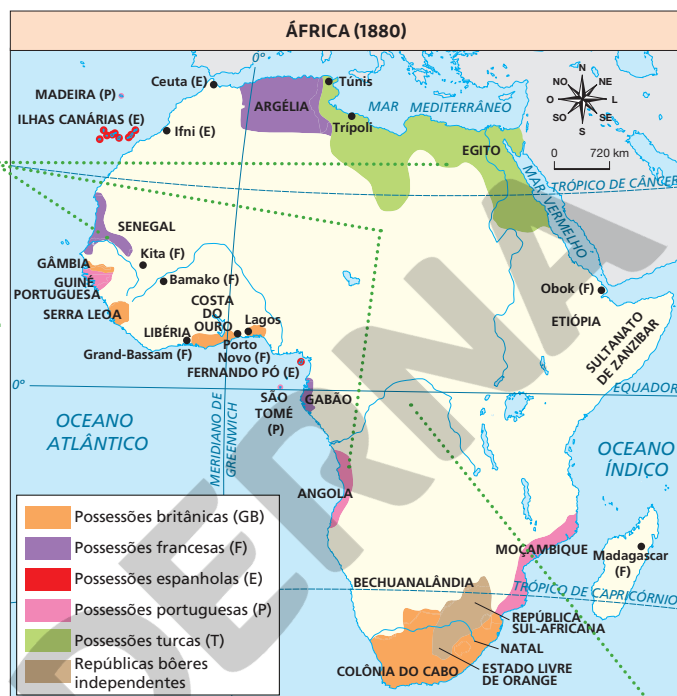 ÁFRICA (1880)
0°
Ceuta (E)
Túnis
MADEIRA (P)
ARGÉLIA
MAR MEDITERRÂNEO
ILHAS CANÁRIAS (E)
Ifni (E)
Trípoli
EGITO
N
NO
NE
O
L
SO
SE
S
0 720 km
TRÓPICO DE CÂNCER
MAR VERMELHO
SENEGAL
Kita (F)
GÂMBIA
Bamako (F)
GUINÉ
PORTUGUESA
COSTA
DO
OURO
SERRA LEOA
LIBÉRIA
Lagos
Grand-Bassam (F)
Porto
Novo (F)
FERNANDO PÓ (E)
Obok (F)
ETIÓPIA
SULTANATO
DE ZANZIBAR
0°
EQUADOR
SÃO
TOMÉ
(P)
GABÃO
OCEANO
ATLÂNTICO
MERIDIANO DE
GREENWICH
OCEANO
ÍNDICO
ANGOLA
MOÇAMBIQUE
Madagascar
(F)
BECHUANALÂNDIA
TRÓPICO DE CAPRICÓRNIO
REPÚBLICA
SUL-AFRICANA
NATAL
COLÔNIA DO CABO
ESTADO LIVRE
DE ORANGE
Possessões britânicas (GB)
Possessões francesas (F)
Possessões espanholas (E)
Possessões portuguesas (P)
Possessões turcas (T)
Repúblicas bôeres
independentes
DERNA